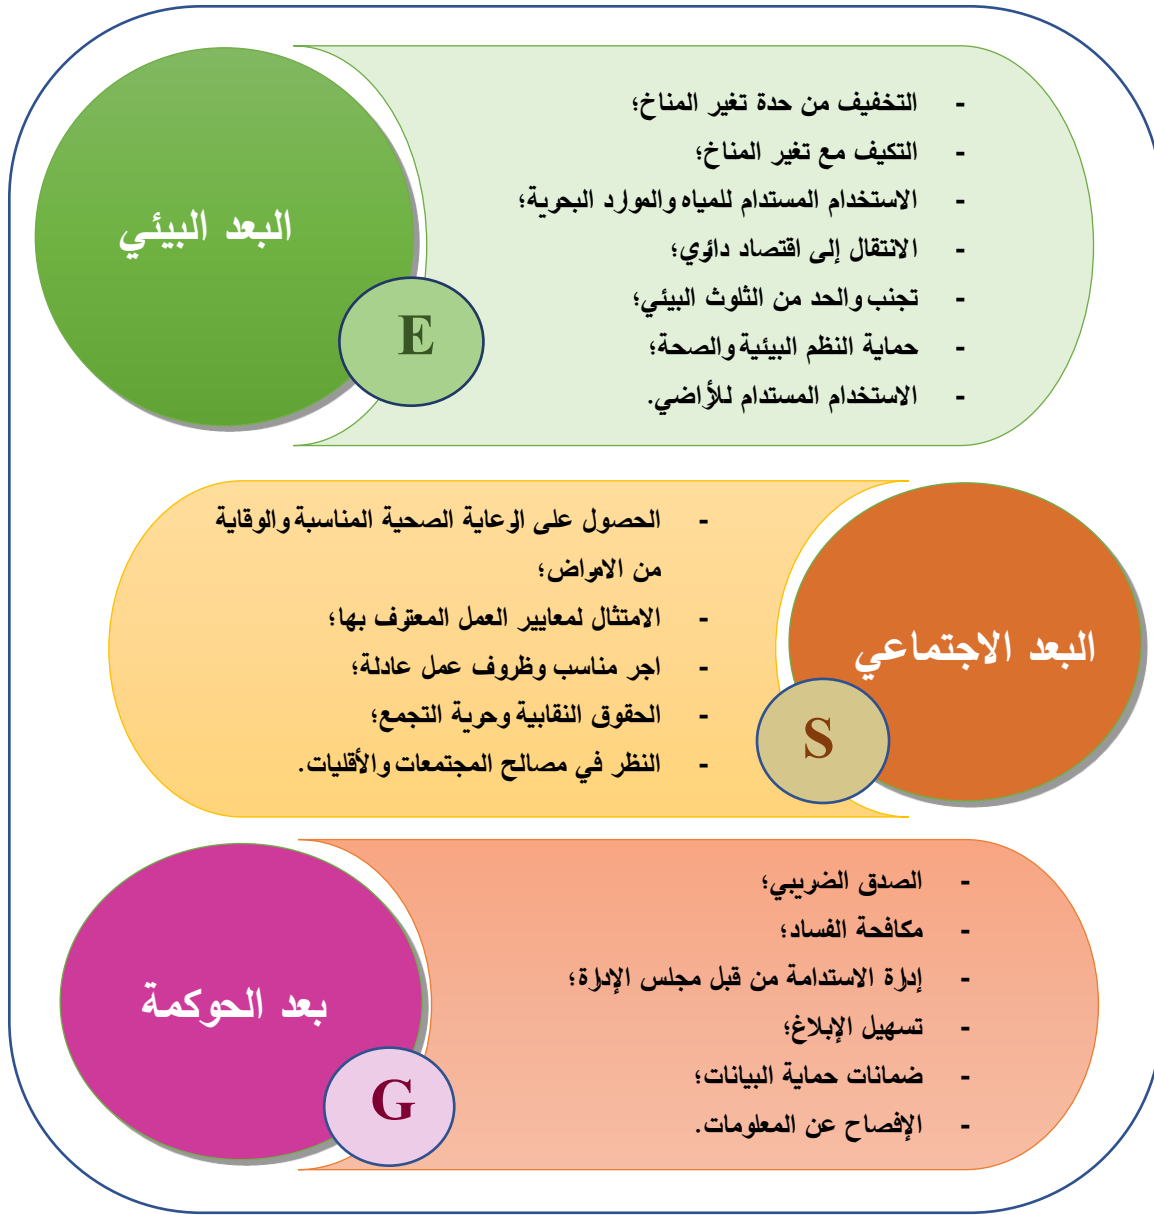 البعد البيئي
E
- التخفيف من حدة تغير المناخ؛
- التكيف مع تغير المناخ؛
- الاستخدام المستدام للمياه والموارد البحرية؛
- الانتقال إلى اقتصاد دائري؛
- تجنب والحد من الثلوث البيئي؛
- حماية النظم البيئية والصحة؛
- الاستخدام المستدام للأراضي.
البعد الاجتماعي
S
- الحصول على الرعاية الصحية المناسبة والوقاية
من الامراض؛
- الامتثال لمعايير العمل المعترف بها؛
- اجر مناسب وظروف عمل عادلة؛
- الحقوق النقابية وحرية التجمع؛
- النظر في مصالح المجتمعات والأقليات.
بعد الحوكمة
G
- الصدق الضريبي؛
- مكافحة الفساد؛
- إدارة الاستدامة من قبل مجلس الإدارة؛
- تسهيل الإبلاغ؛
- ضمانات حماية البيانات؛
- الإفصاح عن المعلومات.